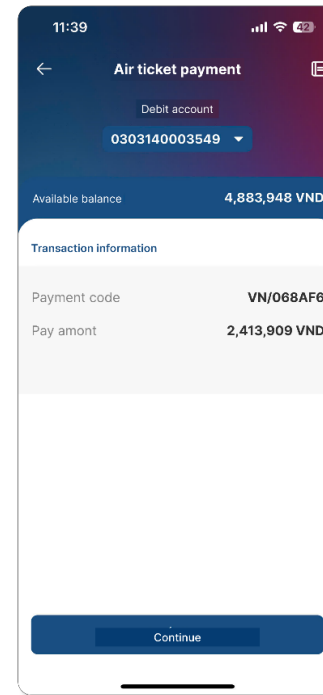 11:39
42
Air ticket payment
Debit account
0303140003549
Available balance 4,883,948 VND
Transaction information
Payment code VN/068AF6
Pay amont 2,413,909 VND
Continue